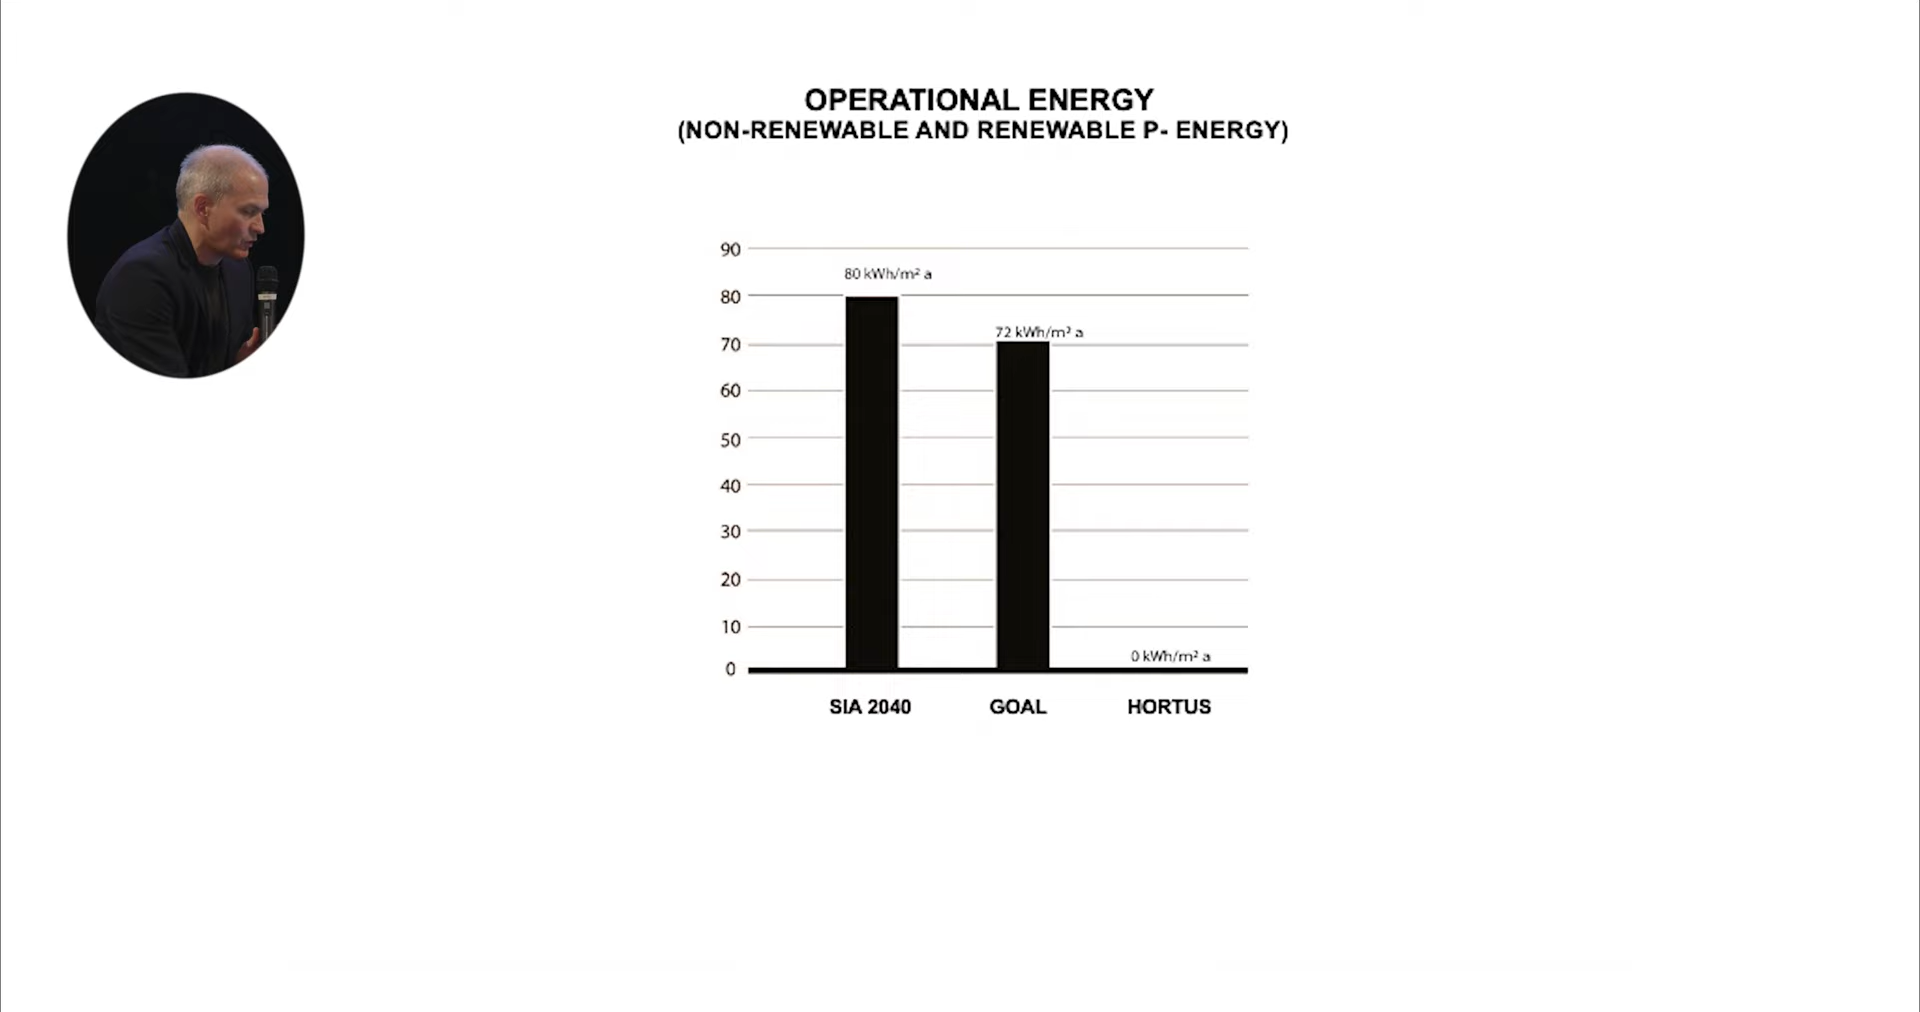 OPERATIONAL ENERGY
(NON-RENEWABLE AND RENEWABLE P- ENERGY)
90
80 kWh/m² a
80
72 kWh/m² a
70
60
50
40
30
20
10
0 kWh/m² a
0
SIA 2040 GOAL HORTUS